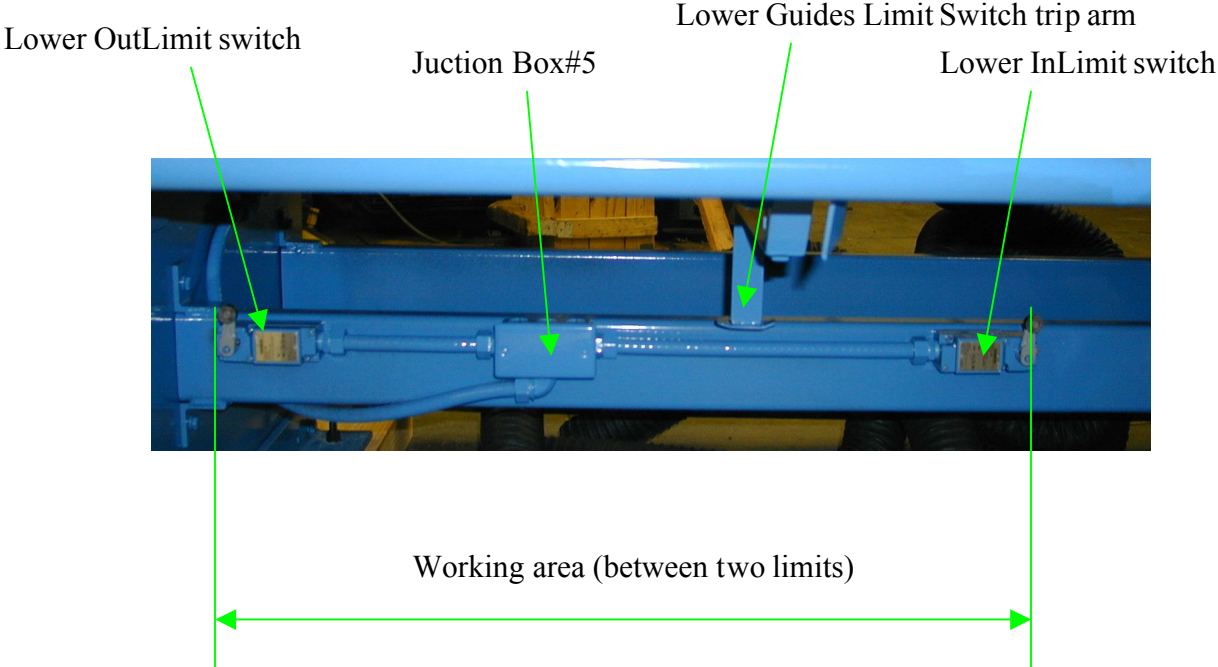 Lower Guides Limit Switch trip arm
Lower OutLimit switch
Juction Box#5
Lower InLimit switch
Working area (between two limits)